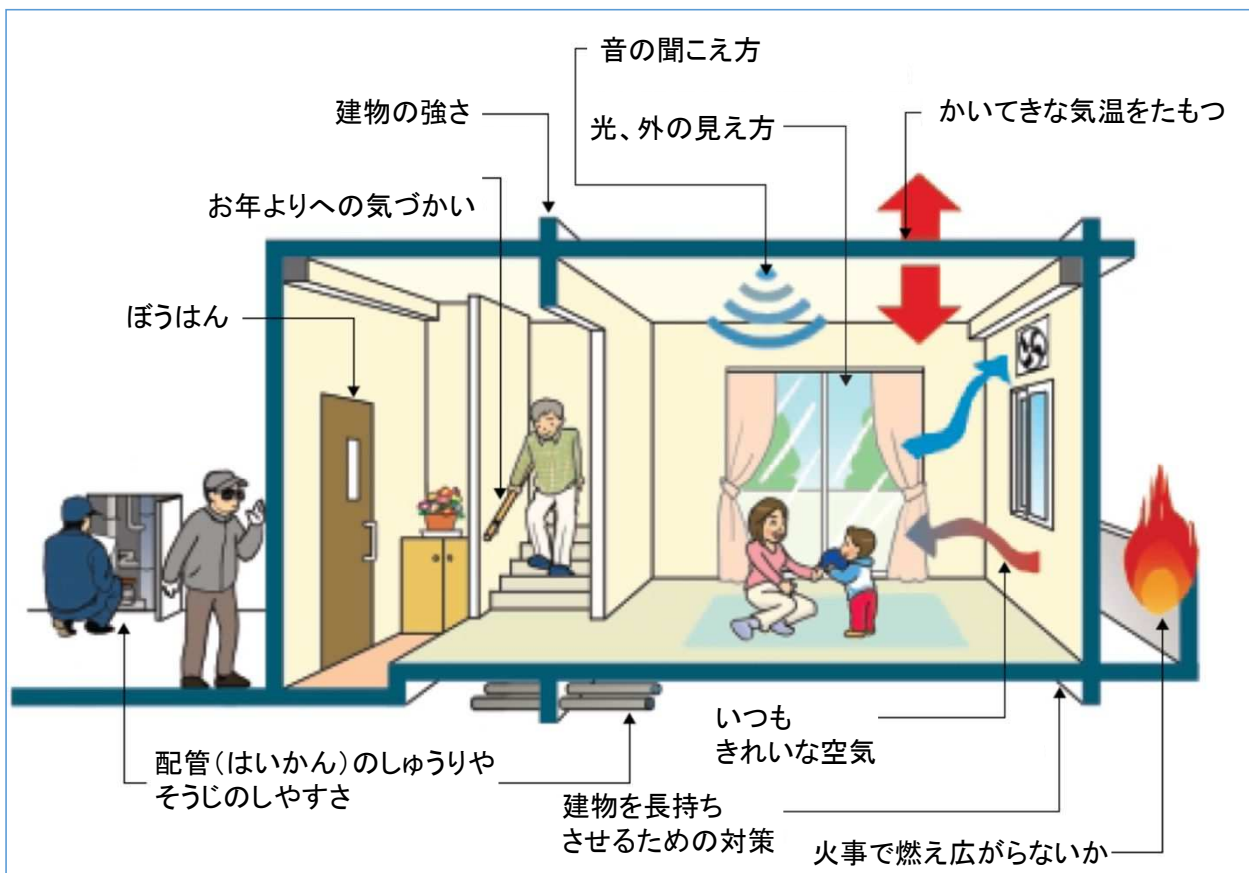 音の聞こえ方
建物の強さ
光、外の見え方
かいてきな気温をたもつ
お年よりへの気づかい
ぼうはん
いつも
きれいな空気
配管(はいかん)のしゅうりや
そうじのしやすさ
建物を長持ち
させるための対策
火事で燃え広がらないか